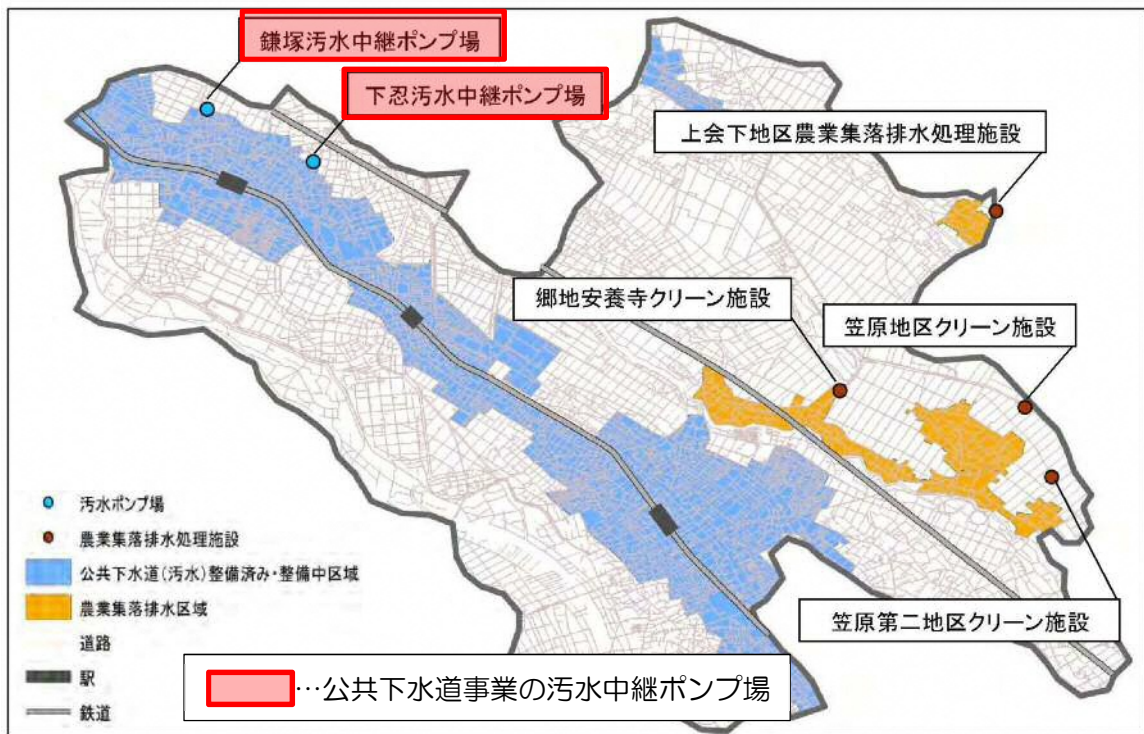 鎌塚汚水中継ポンプ場
下忍汚水中継ポンプ場
上会下地区農業集落排水処理施設
郷地安養寺クリーン施設
笠原地区クリーン施設
笠原第二地区クリーン施設
汚水ポンプ場
農業集落排水処理施設
公共下水道(汚水)整備済み・整備中区域
農業集落排水区域
道路
駅
鉄道
…公共下水道事業の汚水中継ポンプ場